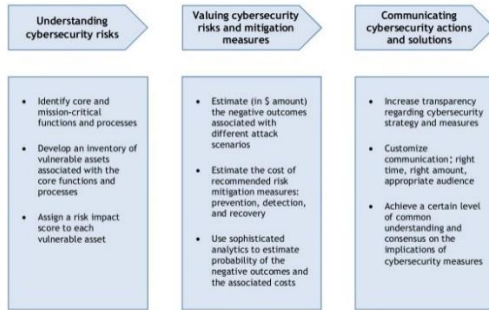 Understanding
cybersecurity risks
Valuing cybersecurity
risks and mitigation
measures
Communicating
cybersecurity actions
and solutions
• Identify core and
mission-critical
functions and processes
• Develop an inventory of
vulnerable assets
associated with the
core functions and
processes
• Assign a risk impact
score to each
vulnerable asset
• Estimate (in $ amount)
the negative outcomes
associated with
different attack
scenarios
• Estimate the cost of
recommended risk
mitigation measures:
prevention, detection,
and recovery
• Use sophisticated
analytics to estimate
probability of the
negative outcomes and
the associated costs
• Increase transparency
regarding cybersecurity
strategy and measures
• Customize
communication; right
time, right amount,
appropriate audience
• Achieve a certain level
of common
understanding and
consensus on the
implications of
cybersecurity measures